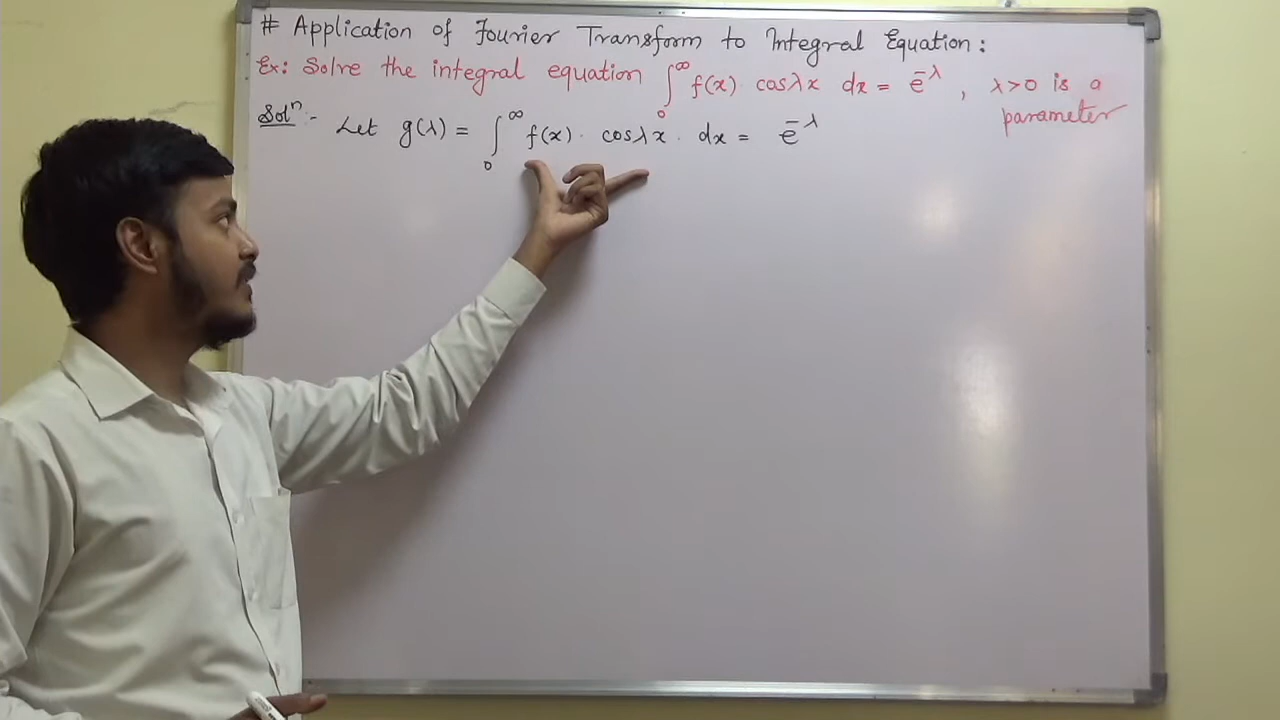 # Application of Fourier Transform to Integral Equation:
Ex: Solve the integral equation ∫₀^∞ f(x) · cosλx dx = e^-λ, λ>0 is a parameter
Solⁿ:- Let g(λ) = ∫₀^∞ f(x) · cosλx · dx = e^-λ